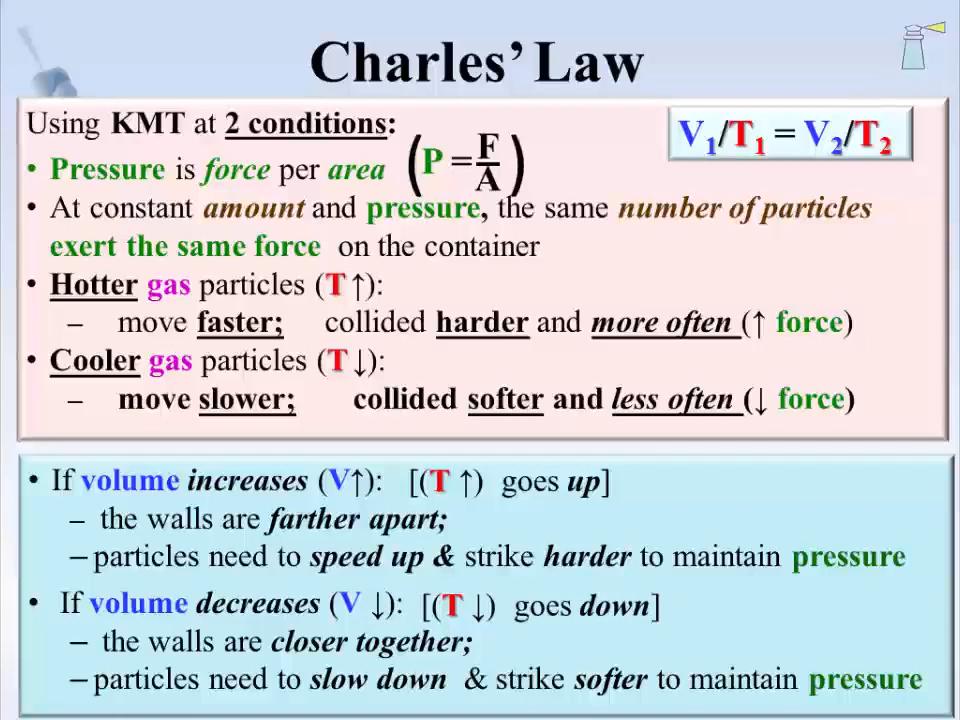 Charles’ Law
Using KMT at 2 conditions:
V₁/T₁ = V₂/T₂
• Pressure is force per area (P = F/A)
• At constant amount and pressure, the same number of particles
exert the same force on the container
• Hotter gas particles (T ↑):
– move faster; collided harder and more often (↑ force)
• Cooler gas particles (T ↓):
– move slower; collided softer and less often (↓ force)
• If volume increases (V↑): [(T ↑) goes up]
– the walls are farther apart;
– particles need to speed up & strike harder to maintain pressure
• If volume decreases (V ↓): [(T ↓) goes down]
– the walls are closer together;
– particles need to slow down & strike softer to maintain pressure